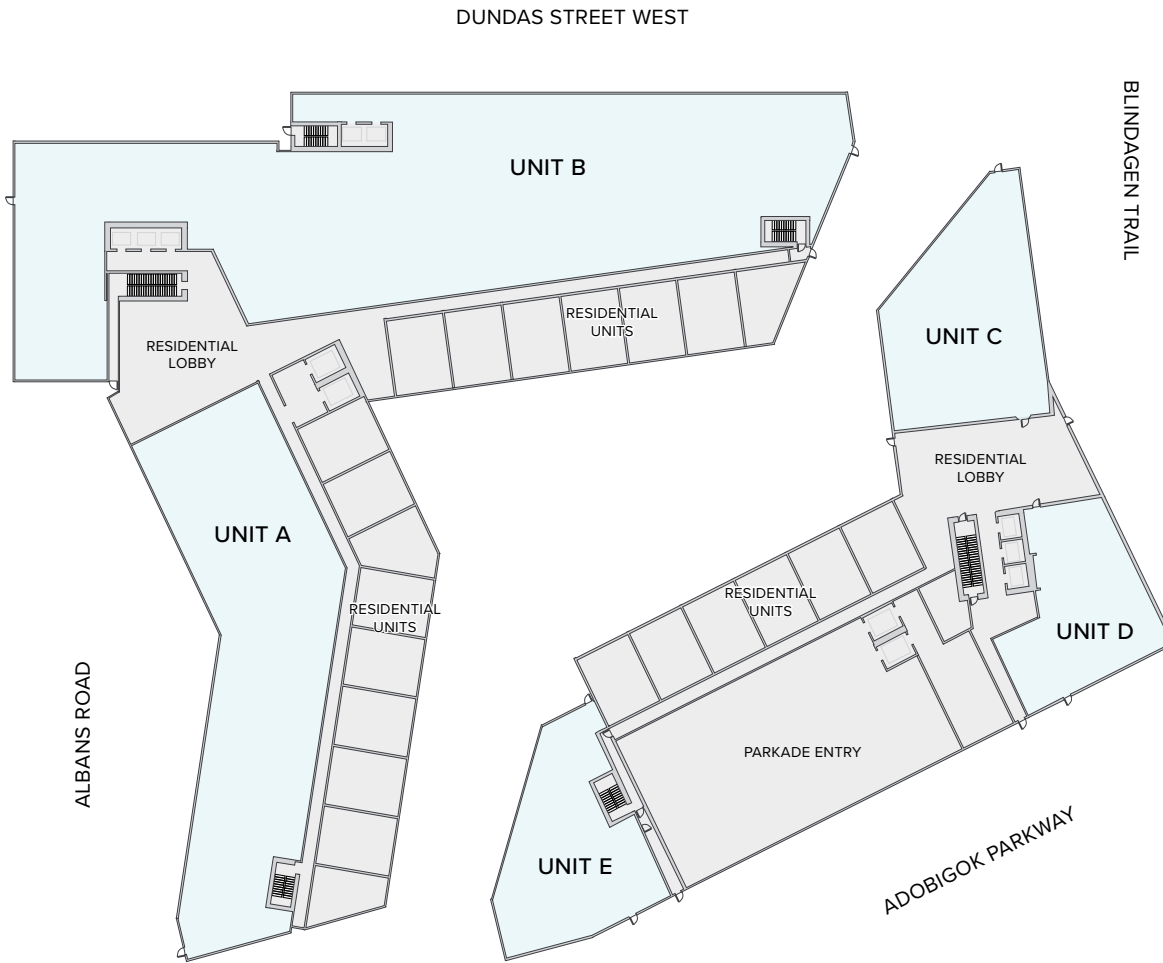 DUNDAS STREET WEST
BLINDAGEN TRAIL
UNIT B
RESIDENTIAL
UNITS
UNIT C
RESIDENTIAL
LOBBY
RESIDENTIAL
LOBBY
UNIT A
RESIDENTIAL
UNITS
RESIDENTIAL
UNITS
UNIT D
ALBANS ROAD
PARKADE ENTRY
UNIT E
ADOBIGOK PARKWAY